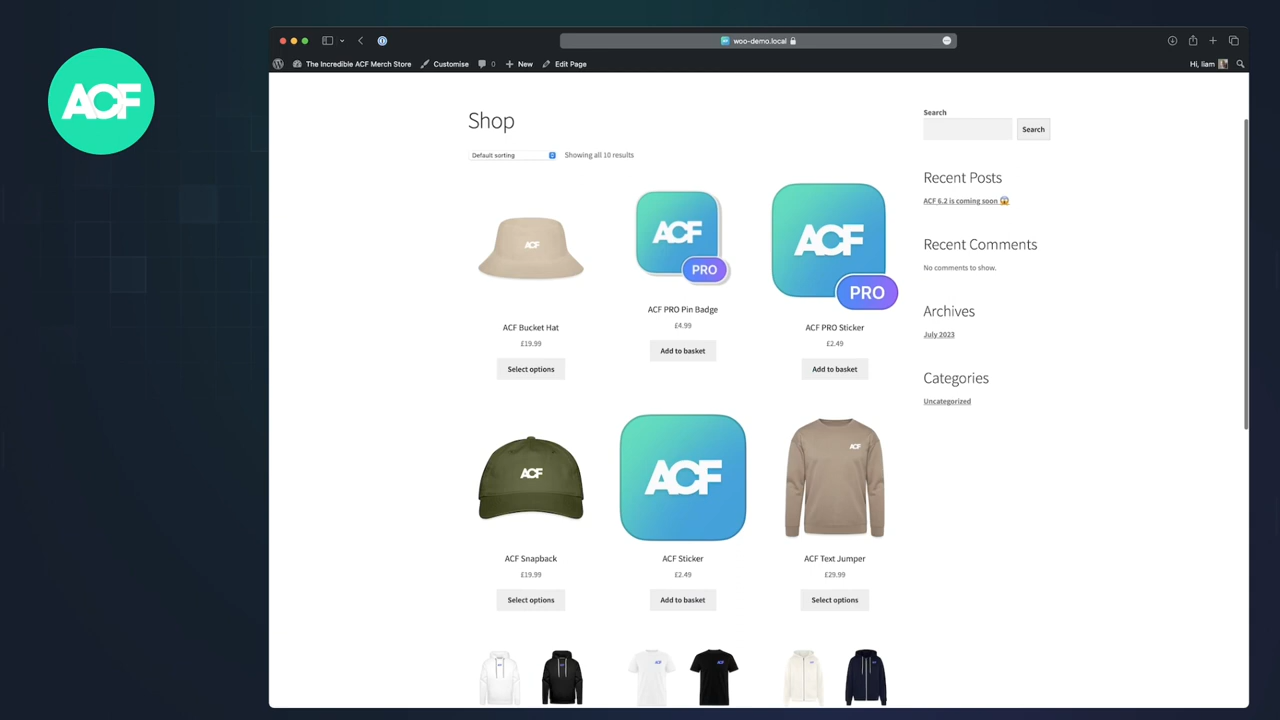 ACF
woo-demo.local
The Incredible ACF Merch Store
Customise
0
New
Edit Page
Hi, liam
Shop
Default sorting
Showing all 10 results
ACF
ACF
PRO
ACF
PRO
ACF Bucket Hat
£19.99
Select options
ACF PRO Pin Badge
£4.99
Add to basket
ACF PRO Sticker
£2.49
Add to basket
ACF
ACF
ACF
ACF Snapback
£19.99
Select options
ACF Sticker
£2.49
Add to basket
ACF Text Jumper
£29.99
Select options
Search
Search
Recent Posts
ACF 6.2 is coming soon 😱
Recent Comments
No comments to show.
Archives
July 2023
Categories
Uncategorized